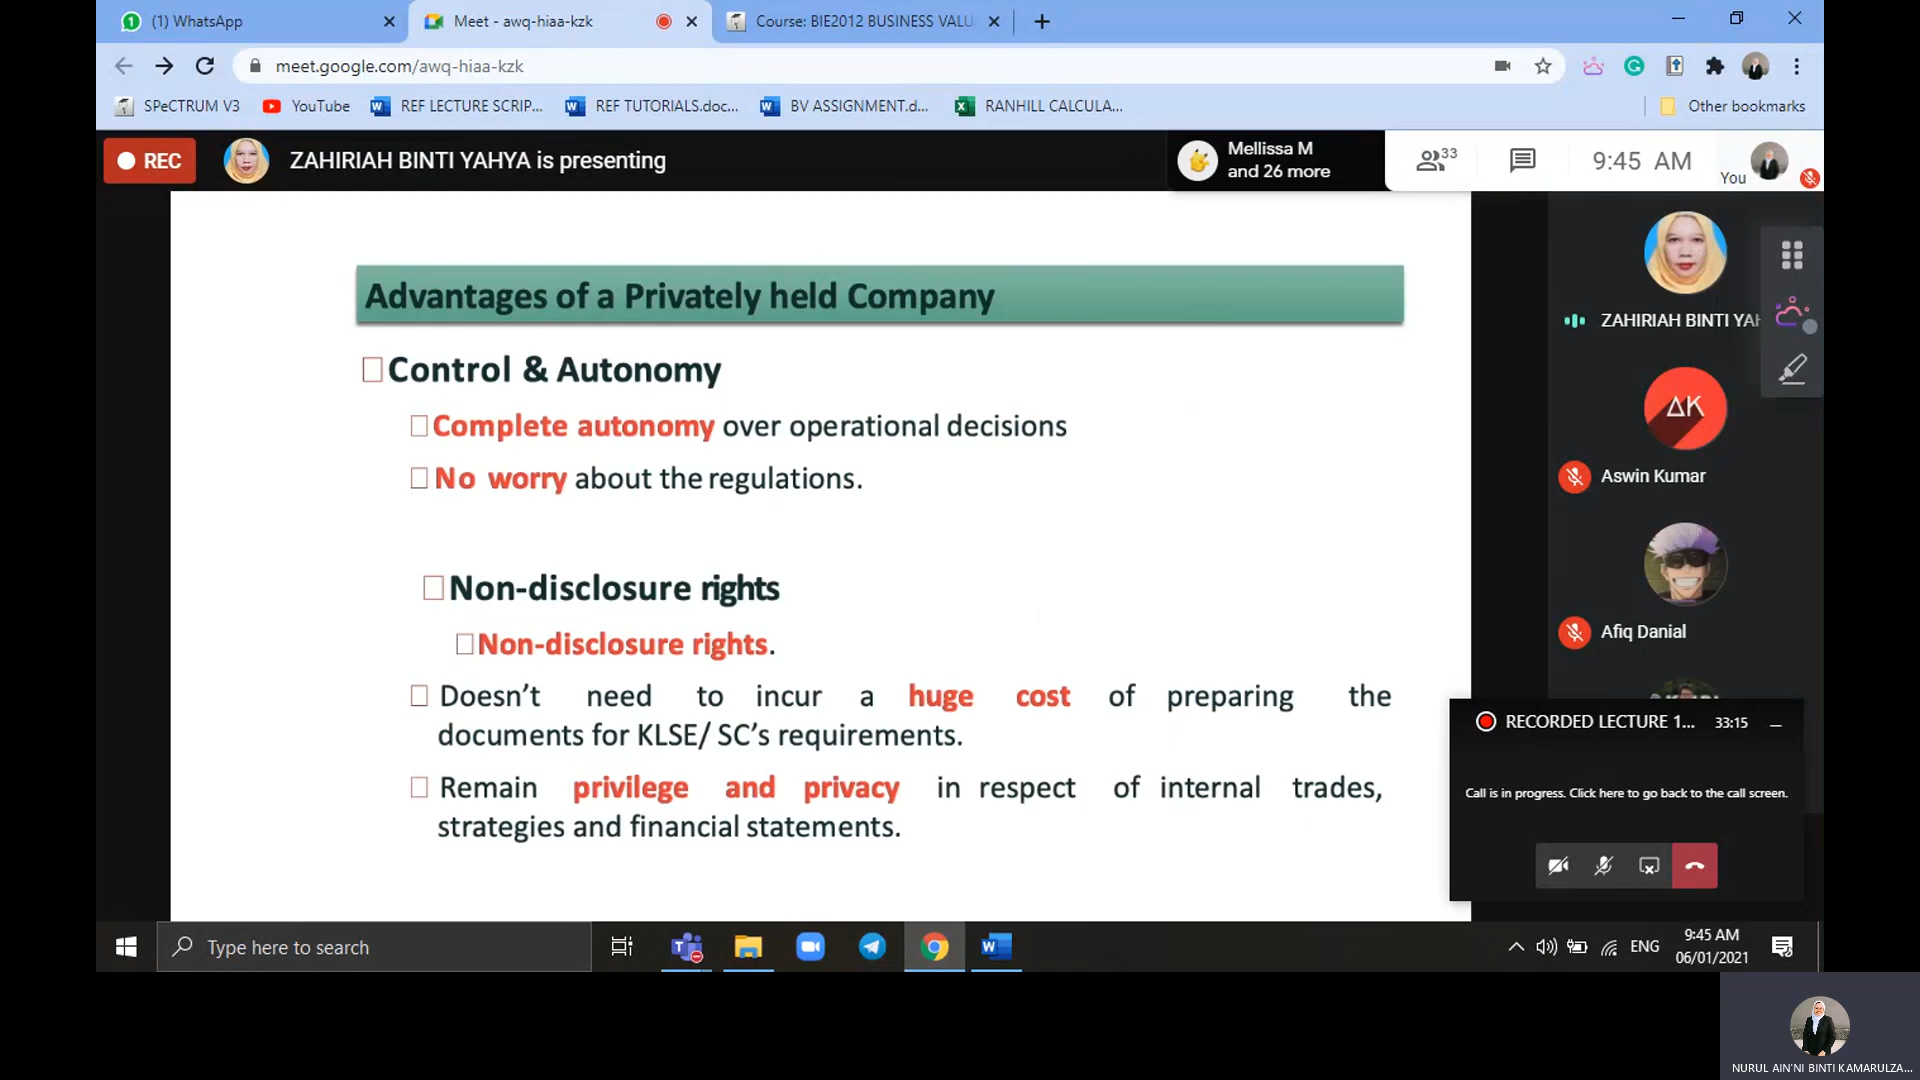 (1) WhatsApp
Meet - awq-hiaa-kzk
Course: BIE2012 BUSINESS VALU
meet.google.com/awq-hiaa-kzk
SPeCTRUM V3
YouTube
REF LECTURE SCRIP...
REF TUTORIALS.doc...
BV ASSIGNMENT.d...
RANHILL CALCULA...
Other bookmarks
REC
ZAHIRIAH BINTI YAHYA is presenting
Mellissa M
and 26 more
33
9:45 AM
You
Advantages of a Privately held Company
Control & Autonomy
Complete autonomy over operational decisions
No worry about the regulations.
Non-disclosure rights
Non-disclosure rights.
Doesn't need to incur a huge cost of preparing the
documents for KLSE/ SC's requirements.
Remain privilege and privacy in respect of internal trades,
strategies and financial statements.
ZAHIRIAH BINTI YAH
ΔK
Aswin Kumar
Afiq Danial
RECORDED LECTURE 1... 33:15
Call is in progress. Click here to go back to the call screen.
Type here to search
ENG
9:45 AM
06/01/2021
NURUL AIN'NI BINTI KAMARULZA...